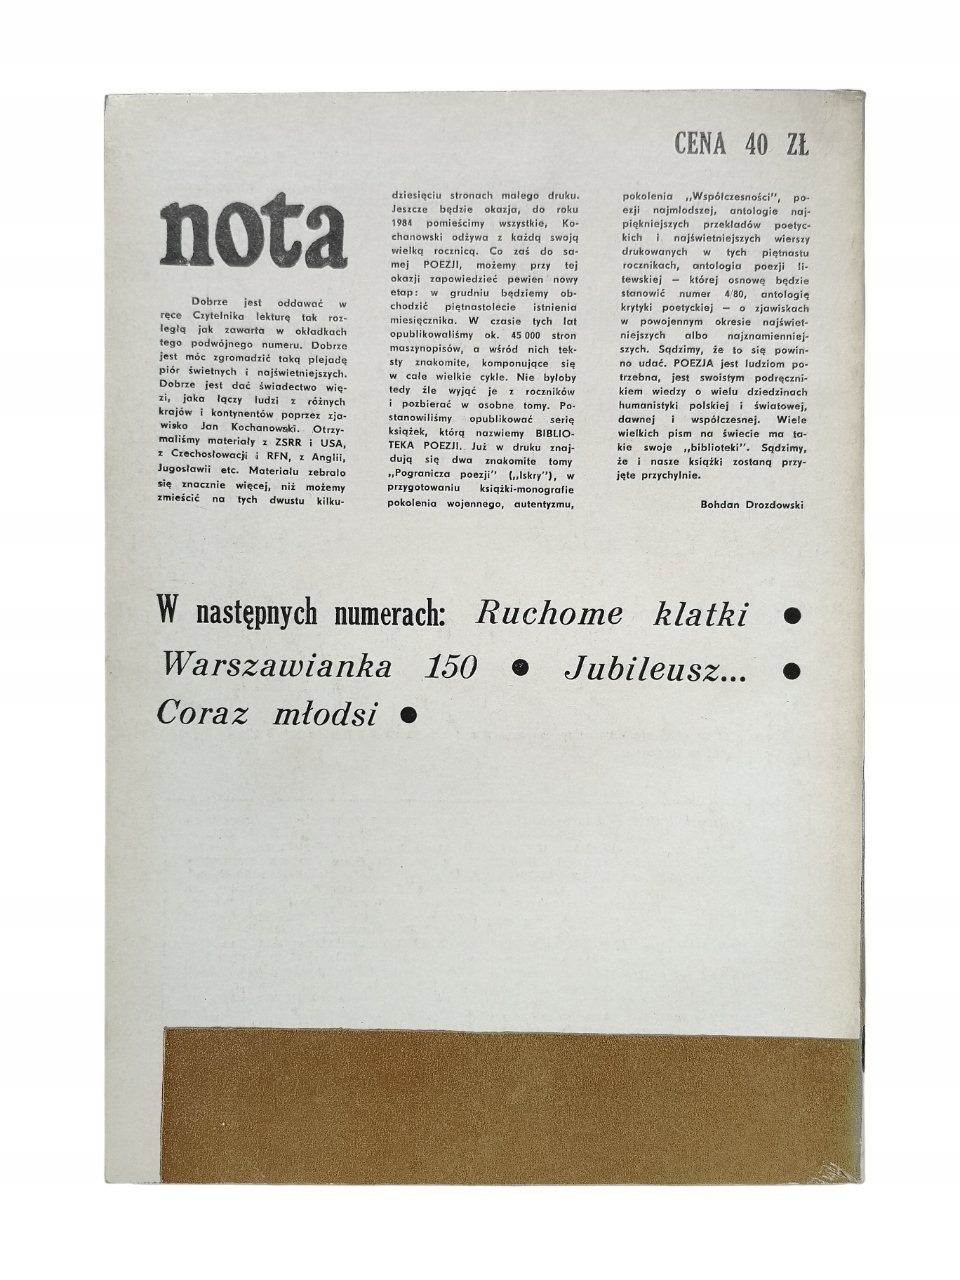 CENA 40 ZŁ
nota
Dobrze jest oddawać w
ręce Czytelnika lekturę tak roz-
ległą jak zawarta w okładkach
tego podwójnego numeru. Dobrze
jest móc zgromadzić taką plejadę
piór świetnych i najświetniejszych.
Dobrze jest dać świadectwo wię-
zi, jaka łączy ludzi z różnych
krajów i kontynentów poprzez zja-
wisko Jan Kochanowski. Otrzy-
maliśmy materiały z ZSRR i USA,
z Czechosłowacji i RFN, z Anglii,
Jugosławii etc. Materiału zebrało
się znacznie więcej, niż możemy
zmieścić na tych dwustu kilku-
dziesięciu stronach małego druku.
Jeszcze będzie okazja, do roku
1984 pomieścimy wszystkie, Ko-
chanowski odżywa z każdą swoją
wielką rocznicą. Co zaś do sa-
mej POEZJI, możemy przy tej
okazji zapowiedzieć pewien nowy
etap: w grudniu będziemy ob-
chodzić piętnastolecie istnienia
miesięcznika. W czasie tych lat
opublikowaliśmy ok. 45 000 stron
maszynopisów, a wśród nich tek-
sty znakomite, komponujące się
w całe wielkie cykle. Nie byłoby
tedy źle wyjąć je z roczników
i pozbierać w osobne tomy. Po-
stanowiliśmy opublikować serię
książek, którą nazwiemy BIBLIO-
TEKA POEZJI. Już w druku znaj-
dują się dwa znakomite tomy
„Pogranicza poezji" („Iskry"), w
przygotowaniu książki-monografie
pokolenia wojennego, autentyzmu,
pokolenia „Współczesności", po-
ezji najmłodszej, antologie naj-
piękniejszych przekładów poetyc-
kich i najświetniejszych wierszy
drukowanych w tych piętnastu
rocznikach, antologia poezji li-
tewskiej — której osnowę będzie
stanowić numer 4/80, antologię
krytyki poetyckiej — o zjawiskach
w powojennym okresie najświet-
niejszych albo najznamienniej-
szych. Sądzimy, że to się powin-
no udać. POEZJA jest ludziom po-
trzebna, jest swoistym podręczni-
kiem wiedzy o wielu dziedzinach
humanistyki polskiej i światowej,
dawnej i współczesnej. Wiele
wielkich pism na świecie ma ta-
kie swoje „biblioteki". Sądzimy,
że i nasze książki zostaną przy-
jęte przychylnie.
Bohdan Drozdowski
W następnych numerach: Ruchome klatki ●
Warszawianka 150 ● Jubileusz... ●
Coraz młodsi ●